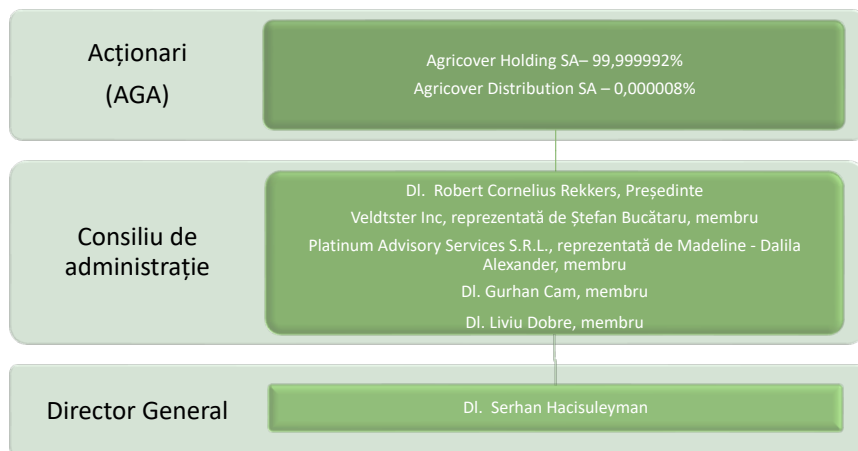 Acționari
(AGA)
Agricover Holding SA– 99,999992%
Agricover Distribution SA – 0,000008%
Consiliu de
administrație
Dl. Robert Cornelius Rekkers, Președinte
Veldtster Inc, reprezentată de Ștefan Bucătaru, membru
Platinum Advisory Services S.R.L., reprezentată de Madeline - Dalila
Alexander, membru
Dl. Gurhan Cam, membru
Dl. Liviu Dobre, membru
Director General
Dl. Serhan Hacisuleyman